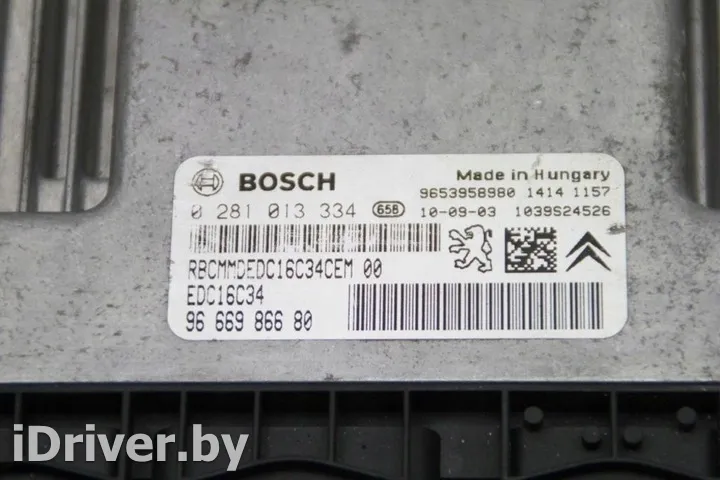 BOSCH
Made in Hungary
9653958980 1414 1157
0 281 013 334 658 10-09-03 1039S24526
RBCMMDEDC16C34CEM 00
EDC16C34
96 669 866 80
iDriver.by